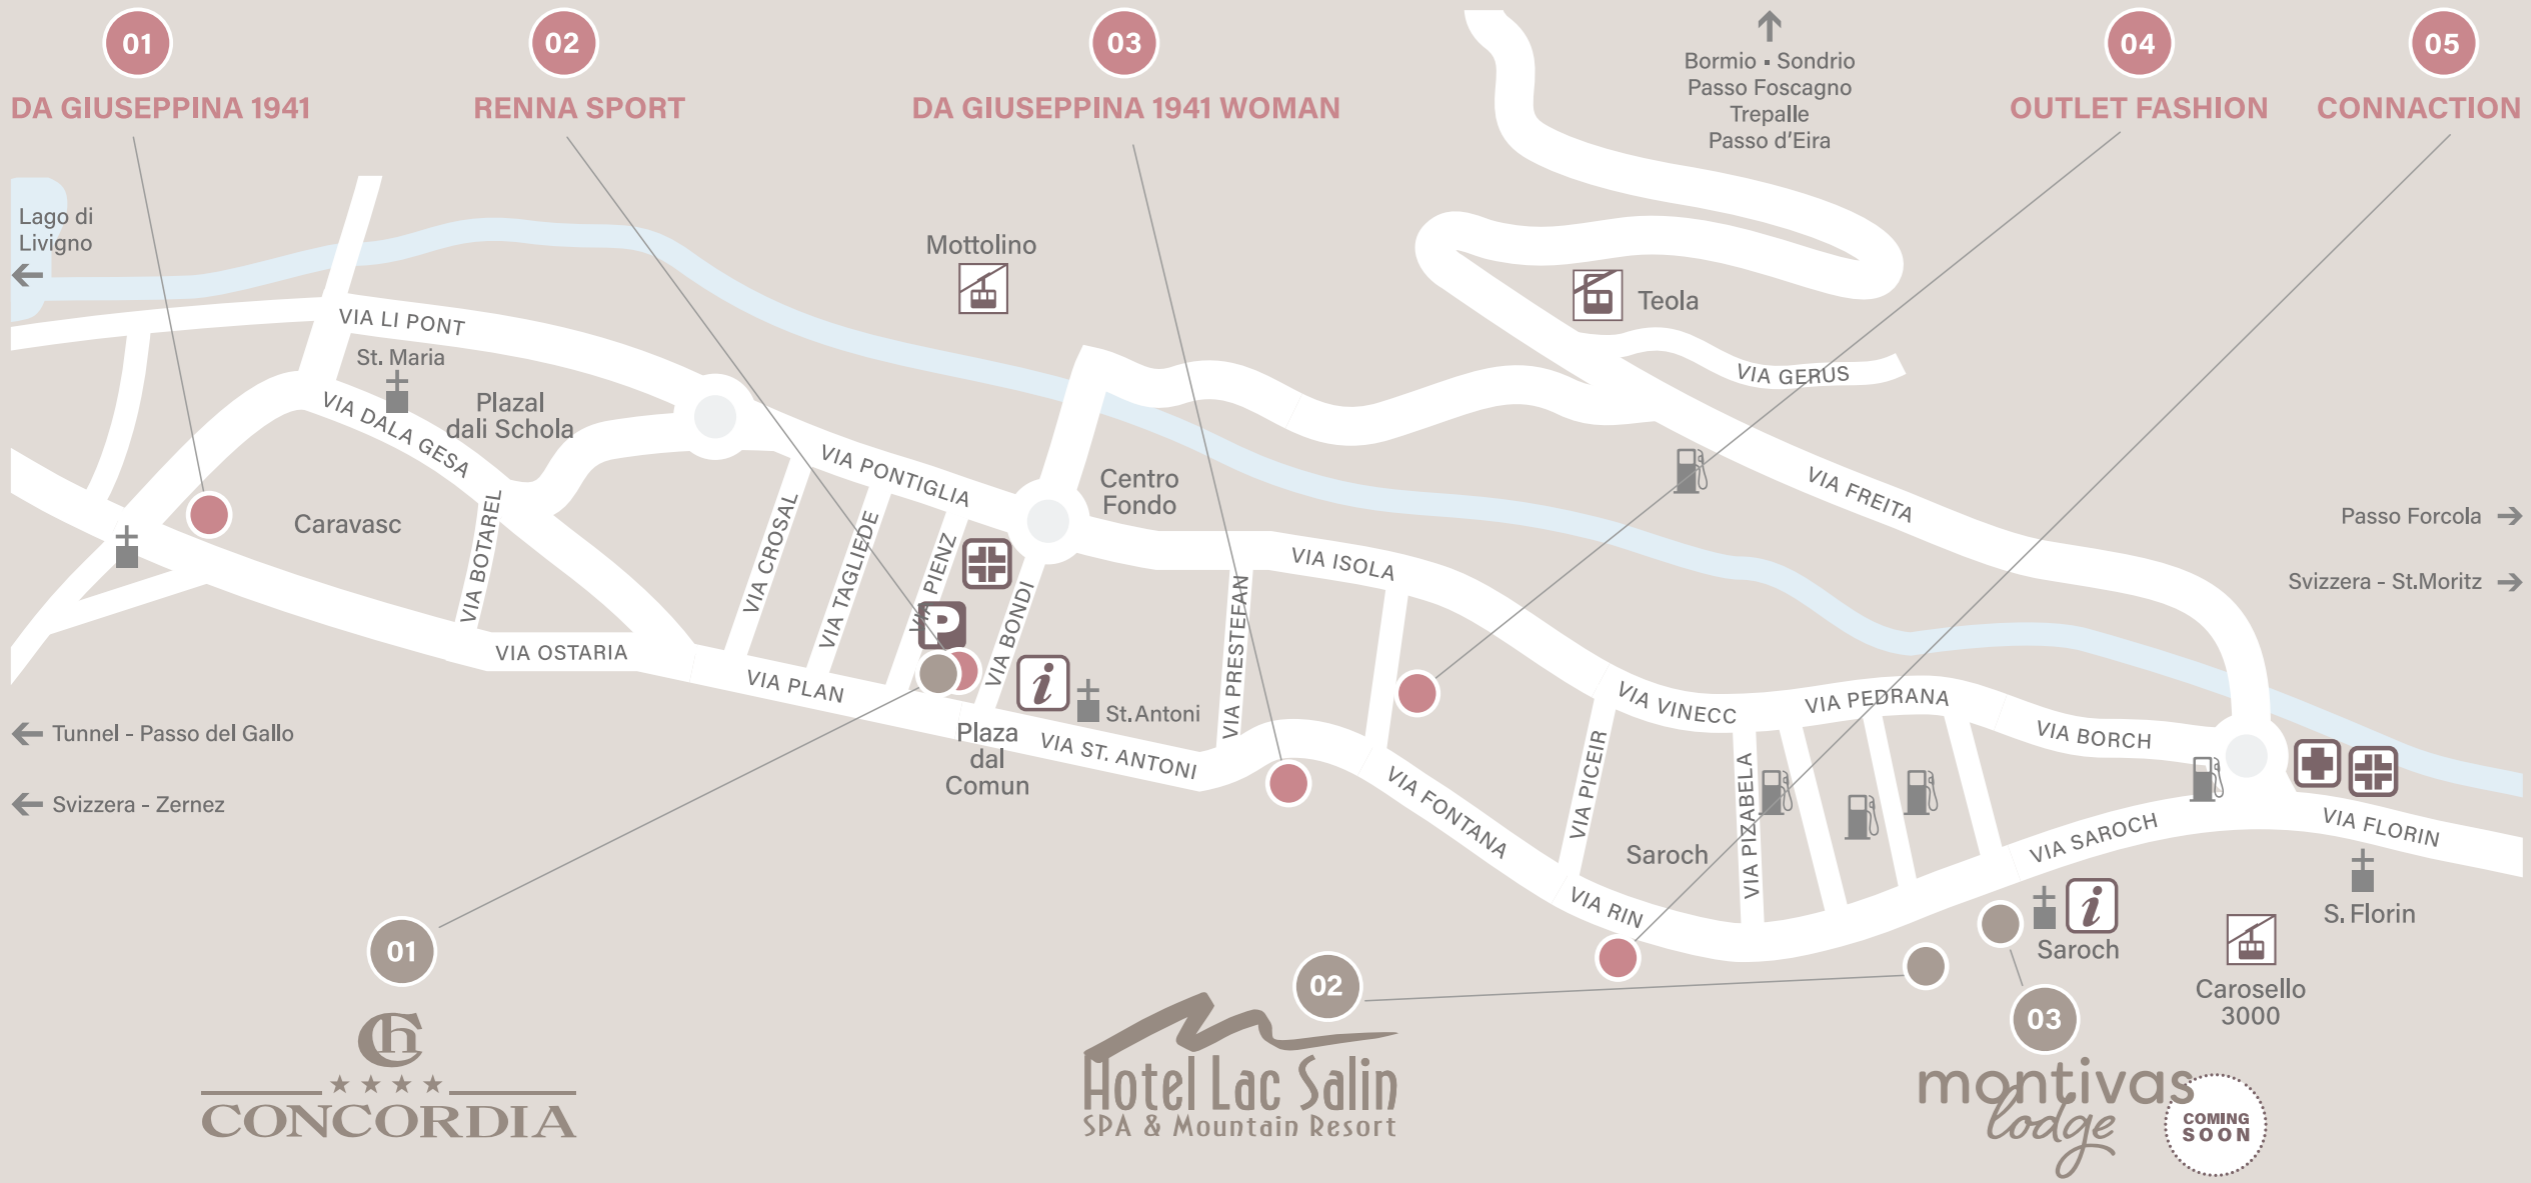 01
02
03
04
05
DA GIUSEPPINA 1941
RENNA SPORT
DA GIUSEPPINA 1941 WOMAN
OUTLET FASHION
CONNACTION
Bormio • Sondrio
Passo Foscagno
Trepalle
Passo d'Eira
Lago di
Livigno
Mottolino
Teola
VIA LI PONT
St. Maria
VIA GERUS
VIA DALA GESA
Plazal
dali Schola
VIA PONTIGLIA
Centro
Fondo
VIA FREITA
Caravasc
Passo Forcola
VIA BOTAREL
VIA CROSAL
VIA TAGLIEDE
VIA PIENZ
VIA BONDI
VIA PRESTEFAN
VIA ISOLA
Svizzera - St.Moritz
P
VIA OSTARIA
VIA PLAN
i
St. Antoni
VIA VINECC
VIA PEDRANA
VIA BORCH
Tunnel - Passo del Gallo
Plaza
dal
Comun
VIA ST. ANTONI
VIA FONTANA
VIA PICEIR
VIA PIZABELA
Svizzera - Zernez
Saroch
VIA SAROCH
VIA FLORIN
VIA RIN
i
Saroch
S. Florin
Carosello
3000
01
02
03
Ch
CONCORDIA
Hotel Lac Salin
SPA & Mountain Resort
montivas
lodge
COMING
SOON